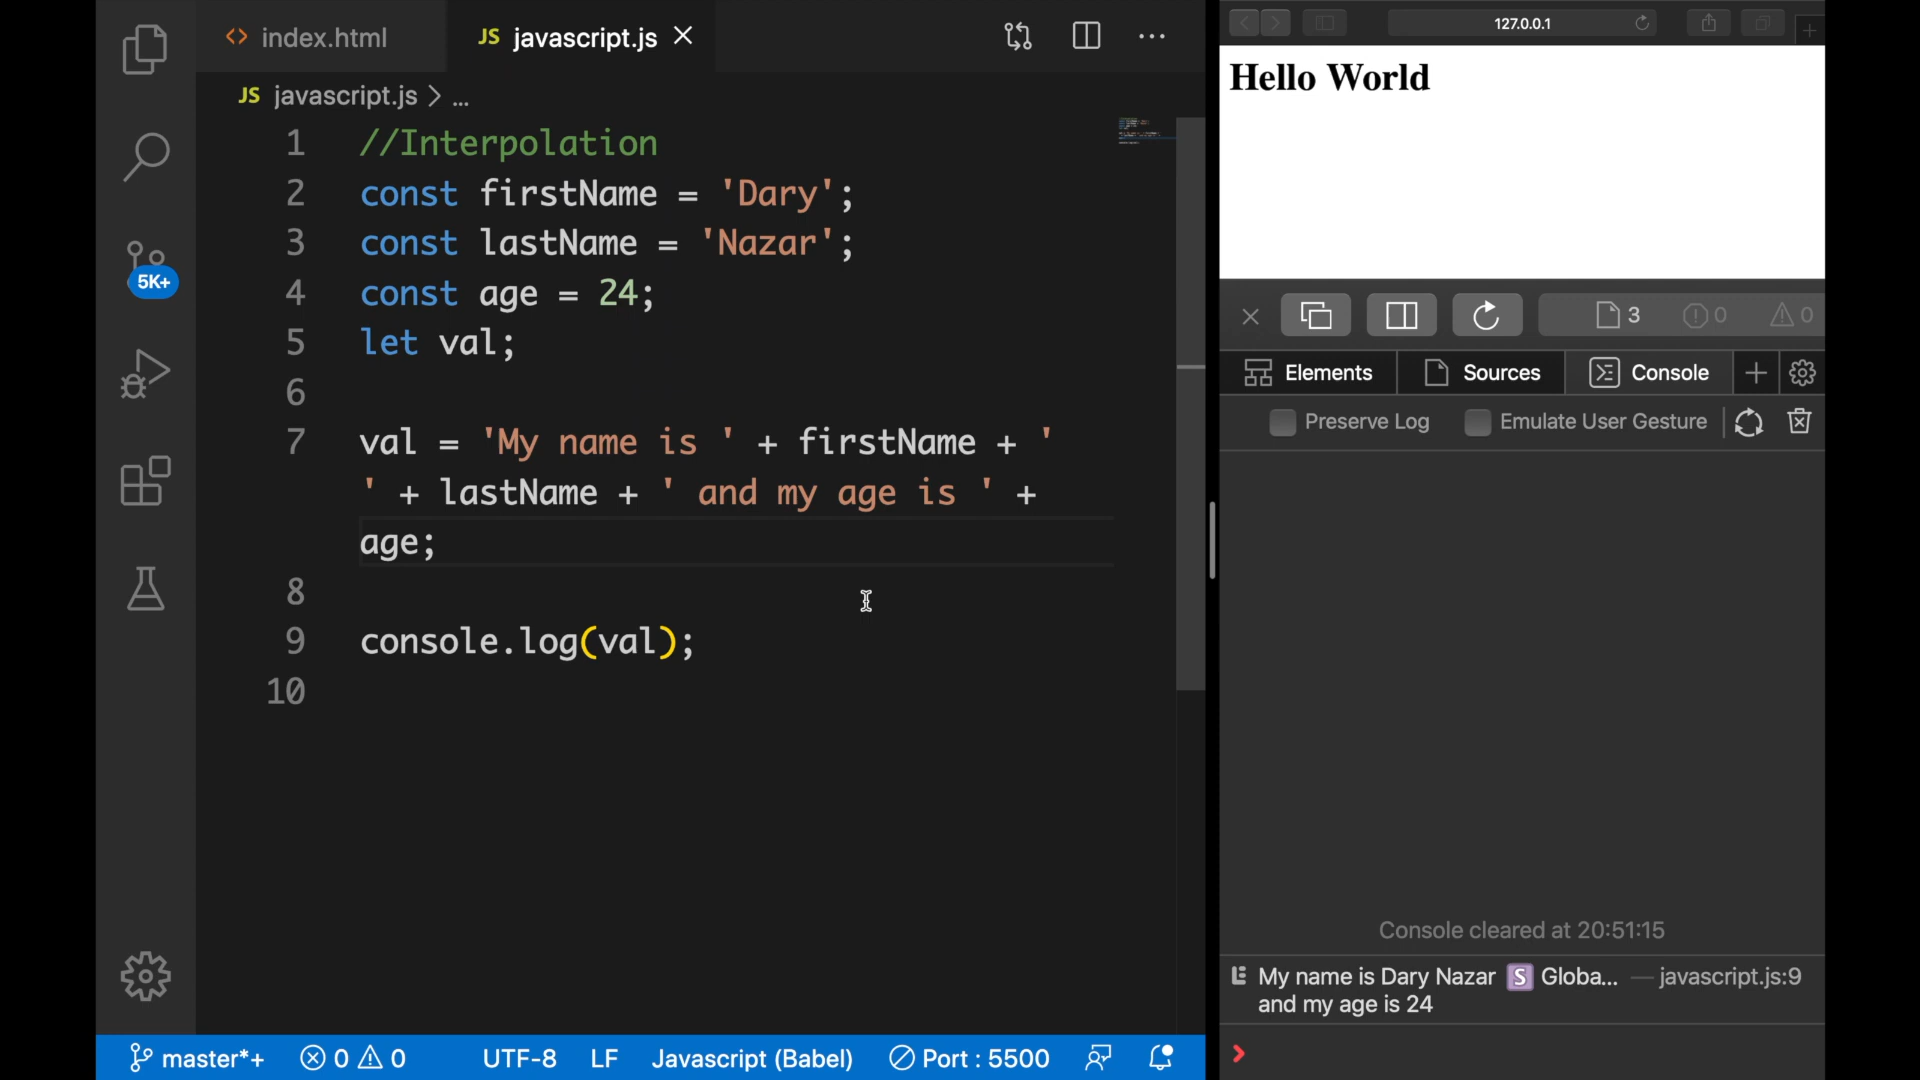 <> index.html
JS javascript.js
127.0.0.1
JS javascript.js > ...
Hello World
1 //Interpolation
2 const firstName = 'Dary';
3 const lastName = 'Nazar';
4 const age = 24;
5 let val;
6
7 val = 'My name is ' + firstName + '
' + lastName + ' and my age is ' +
age;
8
9 console.log(val);
10
5K+
3 0 0
Elements Sources Console
Preserve Log Emulate User Gesture
Console cleared at 20:51:15
My name is Dary Nazar S Globa... — javascript.js:9
and my age is 24
master*+ 0 0 UTF-8 LF Javascript (Babel) Port : 5500